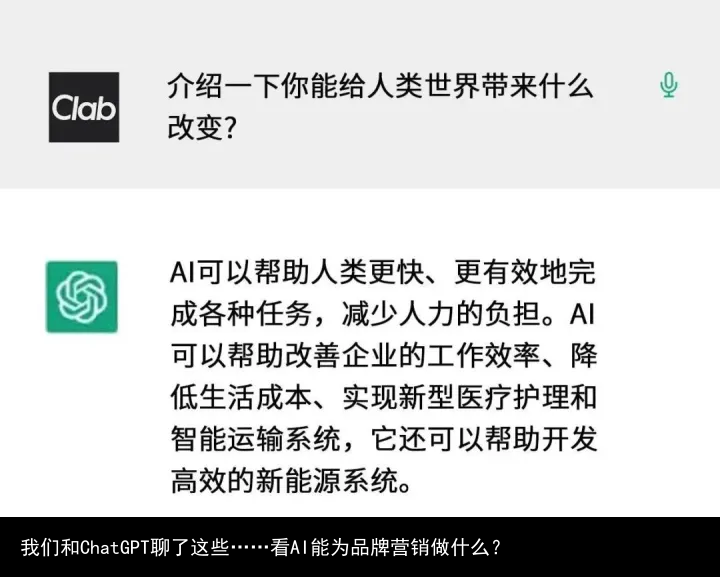 Clab
介绍一下你能给人类世界带来什么
改变?
AI可以帮助人类更快、更有效地完
成各种任务，减少人力的负担。AI
可以帮助改善企业的工作效率、降
低生活成本、实现新型医疗护理和
智能运输系统，它还可以帮助开发
高效的新能源系统。
我们和ChatGPT聊了这些……看AI能为品牌营销做什么？